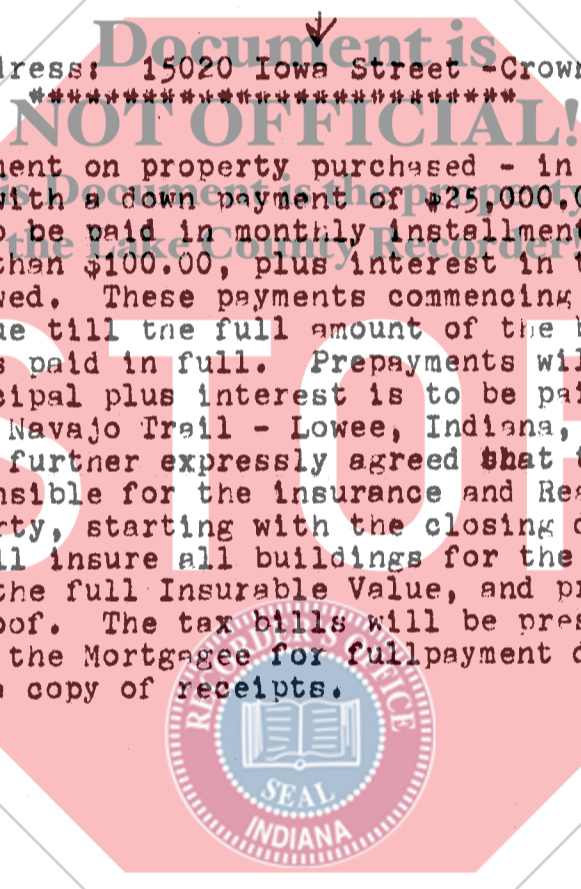 Document is
dress: 15020 Iowa Street -Crown
*******************************
NOT OFFICIAL!
ment on property purchased - in
is Document is the property
with a down payment of $25,000.0
o be paid in monthly installment
the Lake County Recorder!
than $100.00, plus interest in t
wed. These payments commencing
ue till the full amount of the
s paid in full. Prepayments wil
cipal plus interest is to be pai
Navajo Trail - Lowee, Indiana,
further expressly agreed that t
nsible for the insurance and Rea
rty, starting with the closing d
STOP
ll insure all buildings for the
the full Insurable Value, and pr
oof. The tax bills will be pres
the Mortgagee for fullpayment
a copy of receipts.
RECORDER'S OFFICE
SEAL
INDIANA